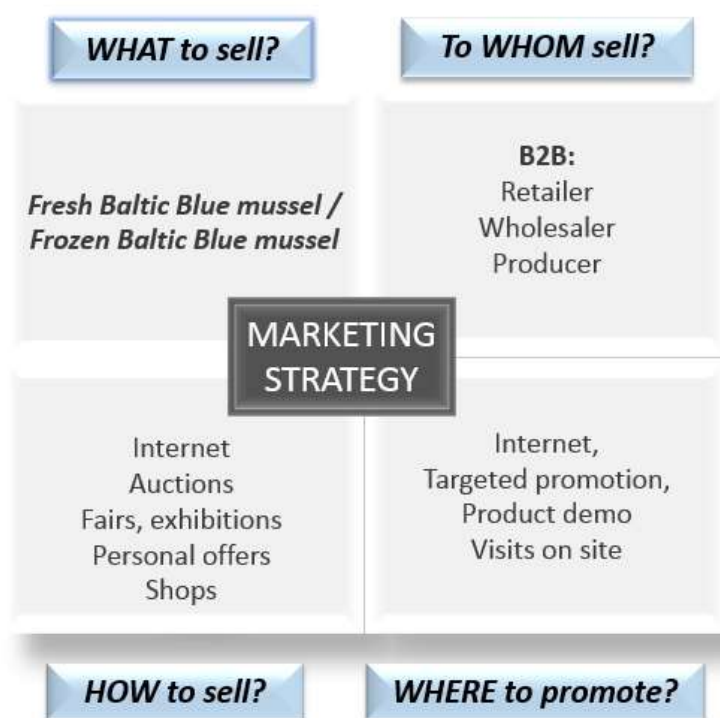 WHAT to sell?
To WHOM sell?
Fresh Baltic Blue mussel /
Frozen Baltic Blue mussel
B2B:
Retailer
Wholesaler
Producer
MARKETING
STRATEGY
Internet
Auctions
Fairs, exhibitions
Personal offers
Shops
Internet,
Targeted promotion,
Product demo
Visits on site
HOW to sell?
WHERE to promote?